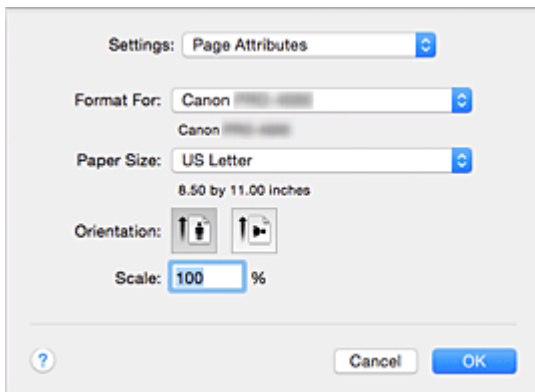 Settings: Page Attributes
Format For: Canon
Canon
Paper Size: US Letter
8.50 by 11.00 inches
Orientation:
Scale: 100 %
? Cancel OK